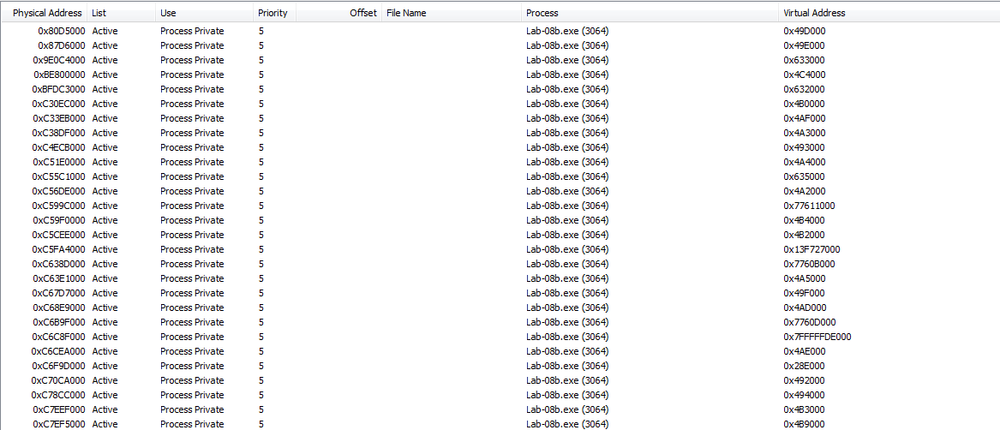 Physical Address List Use Priority Offset File Name Process Virtual Address
0x80D5000 Active Process Private 5 Lab-08b.exe (3064) 0x49D000
0x87D6000 Active Process Private 5 Lab-08b.exe (3064) 0x49E000
0x9E0C4000 Active Process Private 5 Lab-08b.exe (3064) 0x633000
0xBE800000 Active Process Private 5 Lab-08b.exe (3064) 0x4C4000
0xBFDC3000 Active Process Private 5 Lab-08b.exe (3064) 0x632000
0xC30EC000 Active Process Private 5 Lab-08b.exe (3064) 0x4B0000
0xC33EB000 Active Process Private 5 Lab-08b.exe (3064) 0x4AF000
0xC38DF000 Active Process Private 5 Lab-08b.exe (3064) 0x4A3000
0xC4ECB000 Active Process Private 5 Lab-08b.exe (3064) 0x493000
0xC51E0000 Active Process Private 5 Lab-08b.exe (3064) 0x4A4000
0xC55C1000 Active Process Private 5 Lab-08b.exe (3064) 0x635000
0xC56DE000 Active Process Private 5 Lab-08b.exe (3064) 0x4A2000
0xC599C000 Active Process Private 5 Lab-08b.exe (3064) 0x77611000
0xC59F0000 Active Process Private 5 Lab-08b.exe (3064) 0x4B4000
0xC5CEE000 Active Process Private 5 Lab-08b.exe (3064) 0x4B2000
0xC5FA4000 Active Process Private 5 Lab-08b.exe (3064) 0x13F727000
0xC638D000 Active Process Private 5 Lab-08b.exe (3064) 0x7760B000
0xC63E1000 Active Process Private 5 Lab-08b.exe (3064) 0x4A5000
0xC67D7000 Active Process Private 5 Lab-08b.exe (3064) 0x49F000
0xC68E9000 Active Process Private 5 Lab-08b.exe (3064) 0x4AD000
0xC6B9F000 Active Process Private 5 Lab-08b.exe (3064) 0x7760D000
0xC6C8F000 Active Process Private 5 Lab-08b.exe (3064) 0x7FFFFFDE000
0xC6CEA000 Active Process Private 5 Lab-08b.exe (3064) 0x4AE000
0xC6F9D000 Active Process Private 5 Lab-08b.exe (3064) 0x28E000
0xC70CA000 Active Process Private 5 Lab-08b.exe (3064) 0x492000
0xC78CC000 Active Process Private 5 Lab-08b.exe (3064) 0x494000
0xC7EEF000 Active Process Private 5 Lab-08b.exe (3064) 0x4B3000
0xC7EF5000 Active Process Private 5 Lab-08b.exe (3064) 0x4B9000